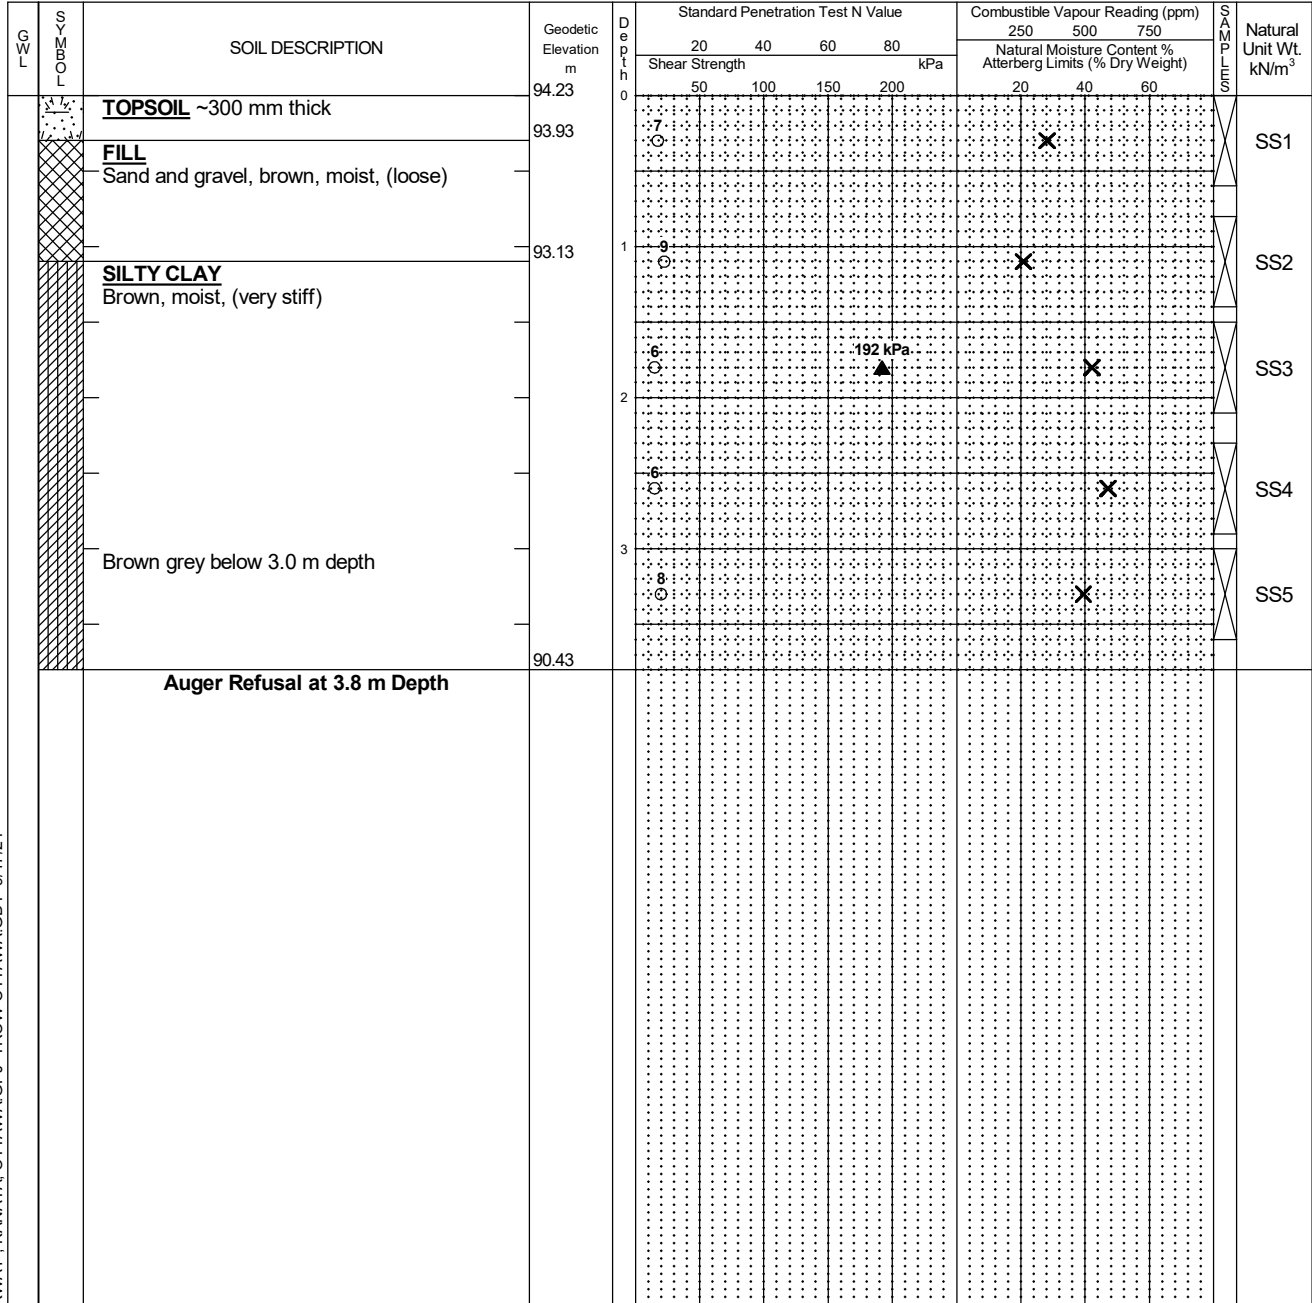 GWL
SYMBOL
SOIL DESCRIPTION
Geodetic
Elevation
m
Depth
Standard Penetration Test N Value
20 40 60 80
Shear Strength kPa
50 100 150 200
Combustible Vapour Reading (ppm)
250 500 750
Natural Moisture Content %
Atterberg Limits (% Dry Weight)
20 40 60
SAMPLES
Natural
Unit Wt.
kN/m³
94.23
0
TOPSOIL ~300 mm thick
93.93
7
SS1
FILL
Sand and gravel, brown, moist, (loose)
93.13
1
9
SS2
SILTY CLAY
Brown, moist, (very stiff)
6
192 kPa
SS3
2
6
SS4
3
Brown grey below 3.0 m depth
8
SS5
90.43
Auger Refusal at 3.8 m Depth